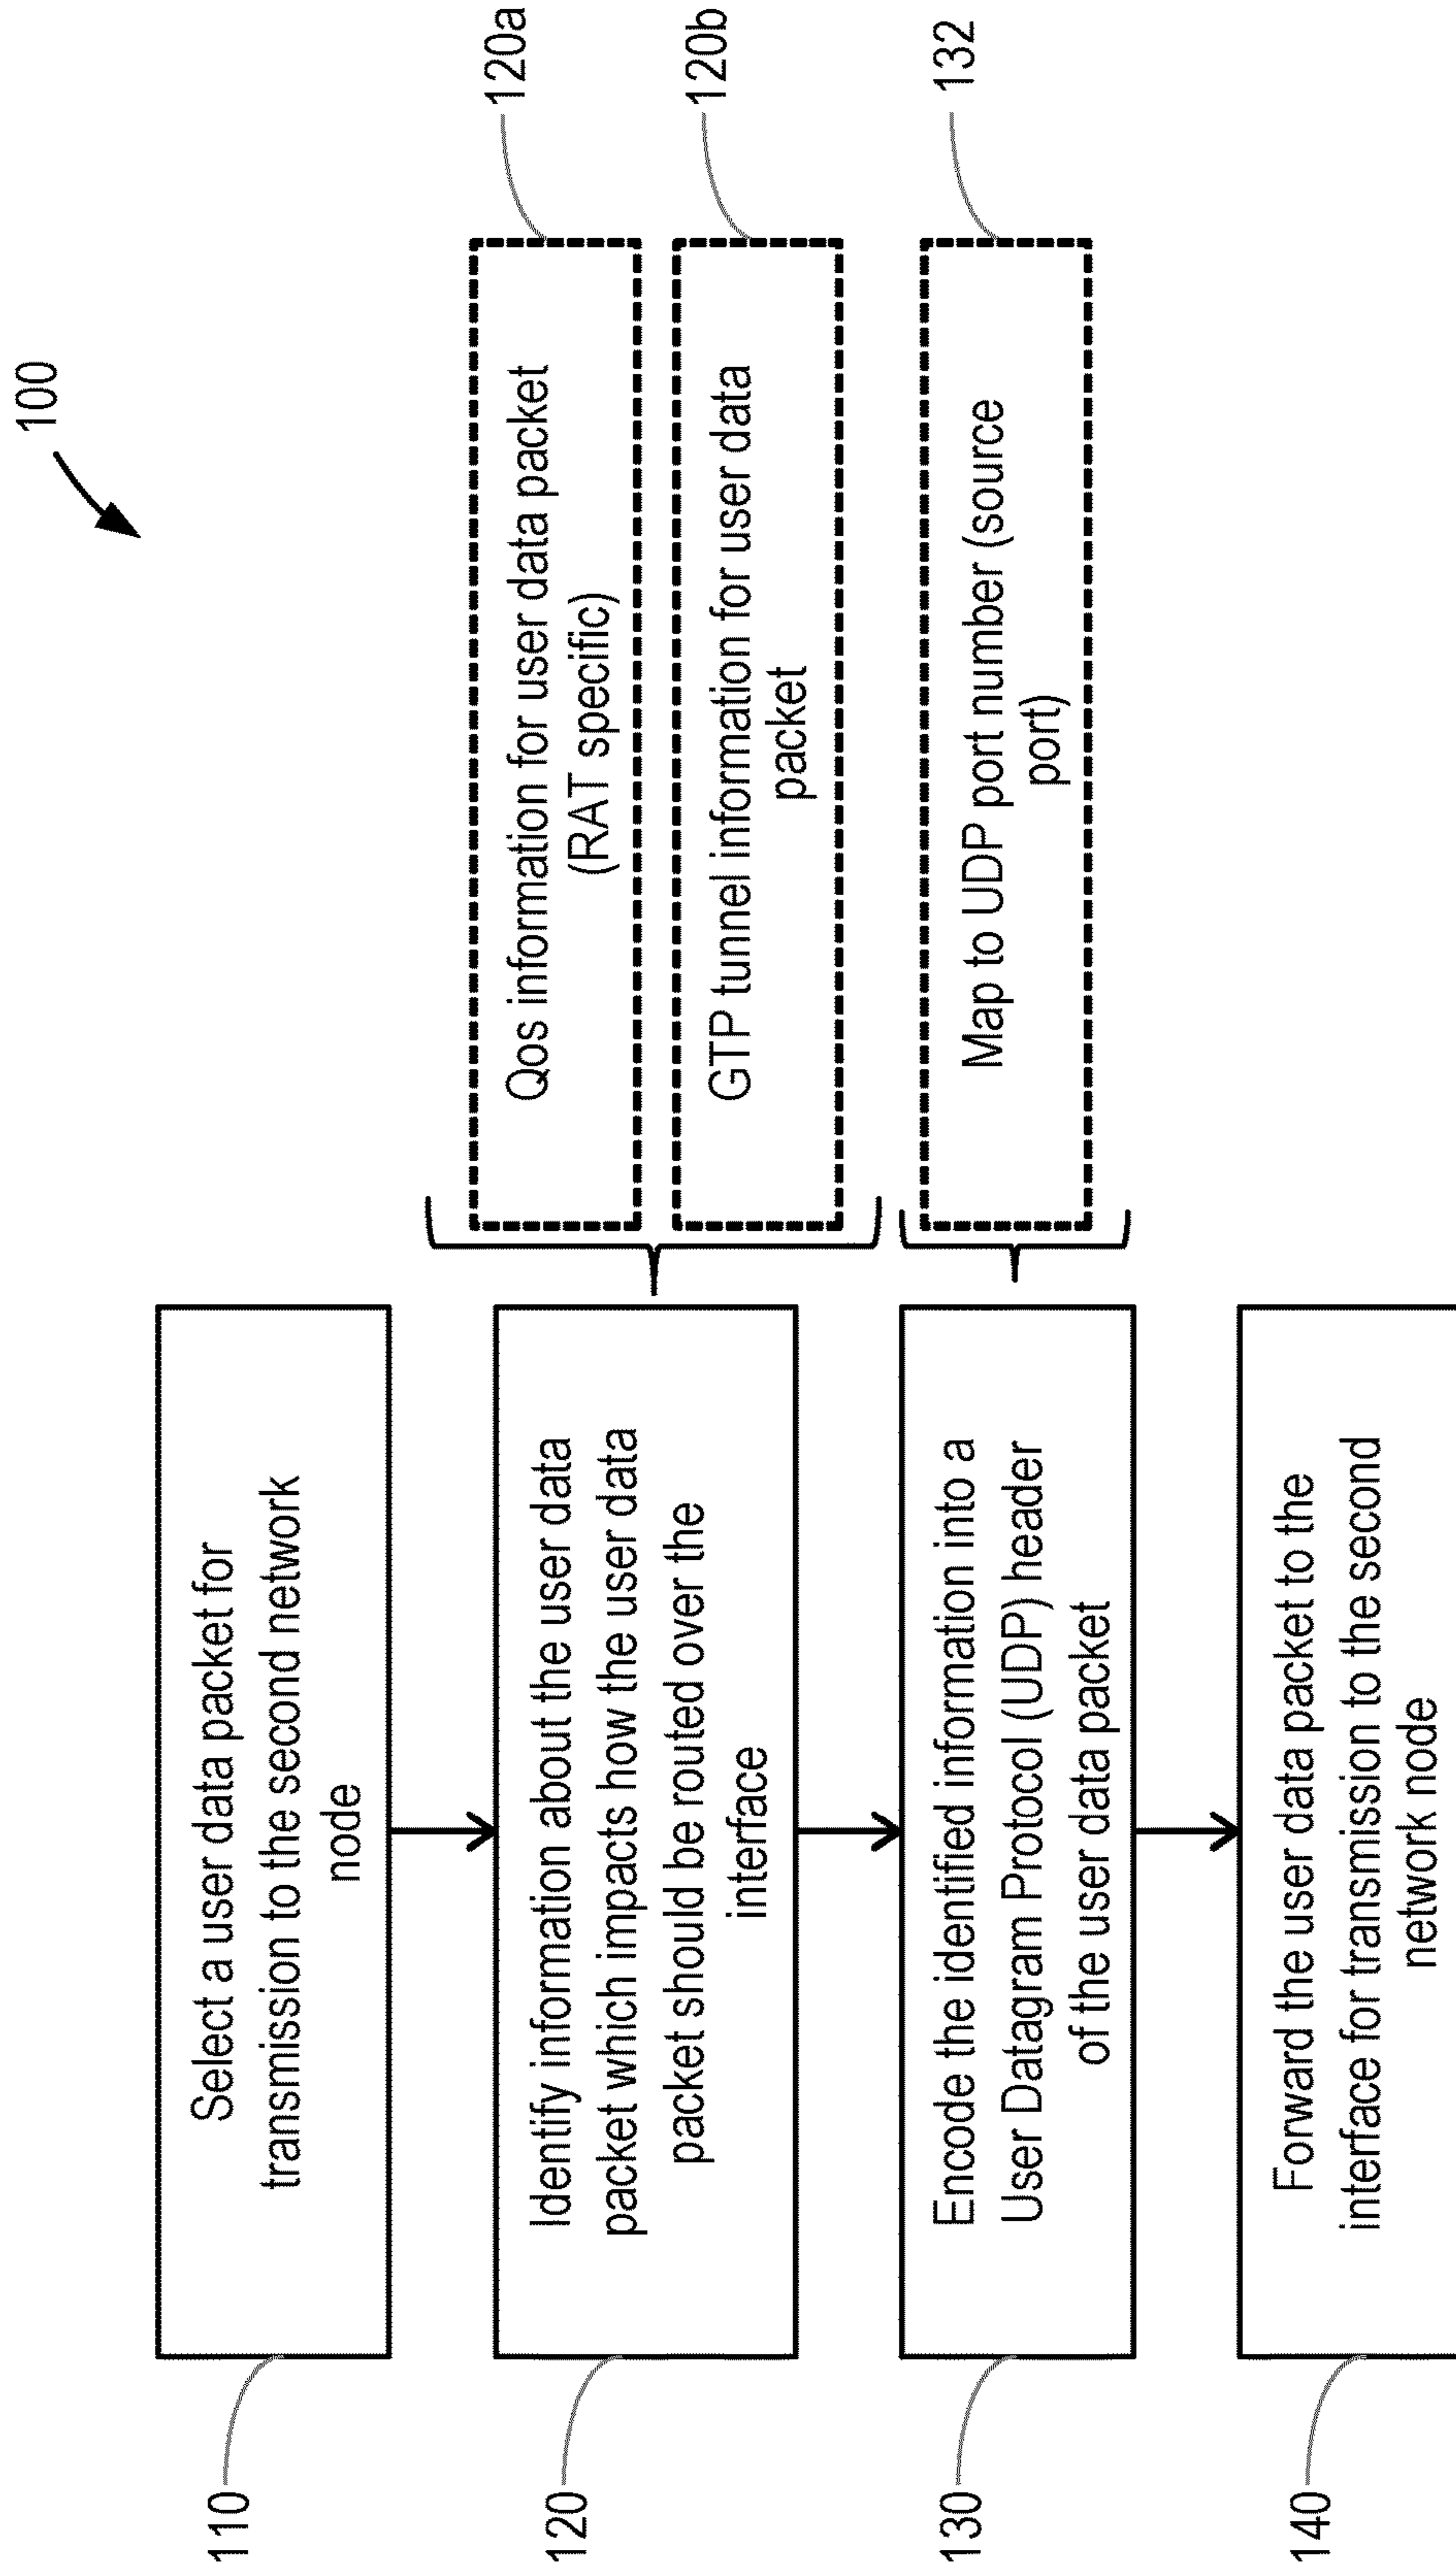 100
110
Select a user data packet for
transmission to the second network
node
120
Identify information about the user data
packet which impacts how the user data
packet should be routed over the
interface
Qos information for user data packet
(RAT specific)
120a
GTP tunnel information for user data
packet
120b
130
Encode the identified information into a
User Datagram Protocol (UDP) header
of the user data packet
Map to UDP port number (source
port)
132
140
Forward the user data packet to the
interface for transmission to the second
network node